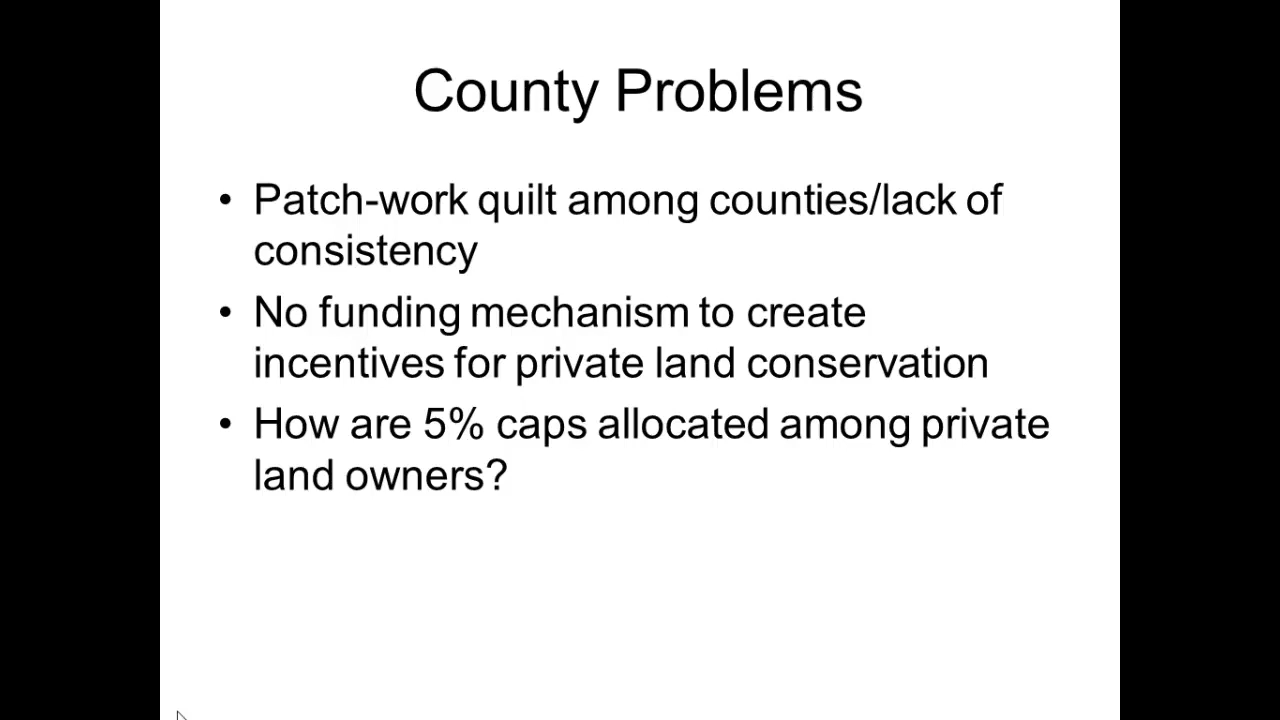 County Problems
• Patch-work quilt among counties/lack of
consistency
• No funding mechanism to create
incentives for private land conservation
• How are 5% caps allocated among private
land owners?